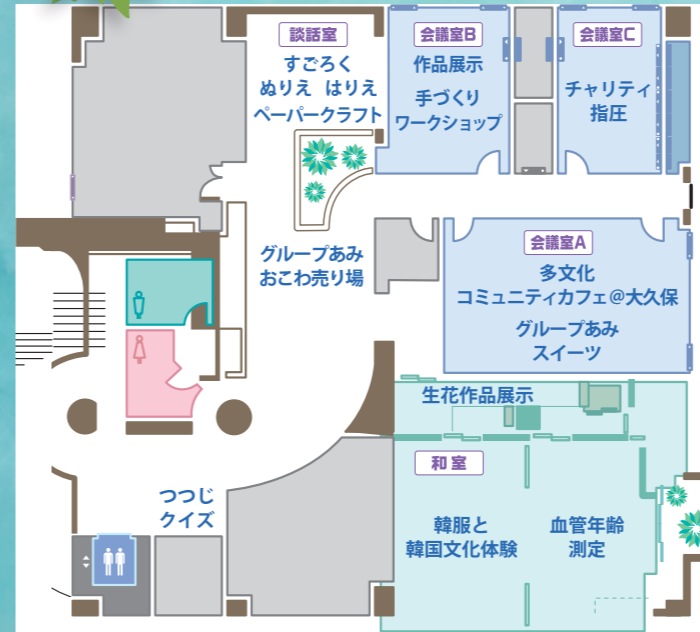 談話室
すごろく
ぬりえ はりえ
ペーパークラフト
会議室B
作品展示
手づくり
ワークショップ
会議室C
チャリティ
指圧
グループあみ
おこわ売り場
会議室A
多文化
コミュニティカフェ@大久保
グループあみ
スイーツ
生花作品展示
和室
韓服と
韓国文化体験
血管年齢
測定
つつじ
クイズ